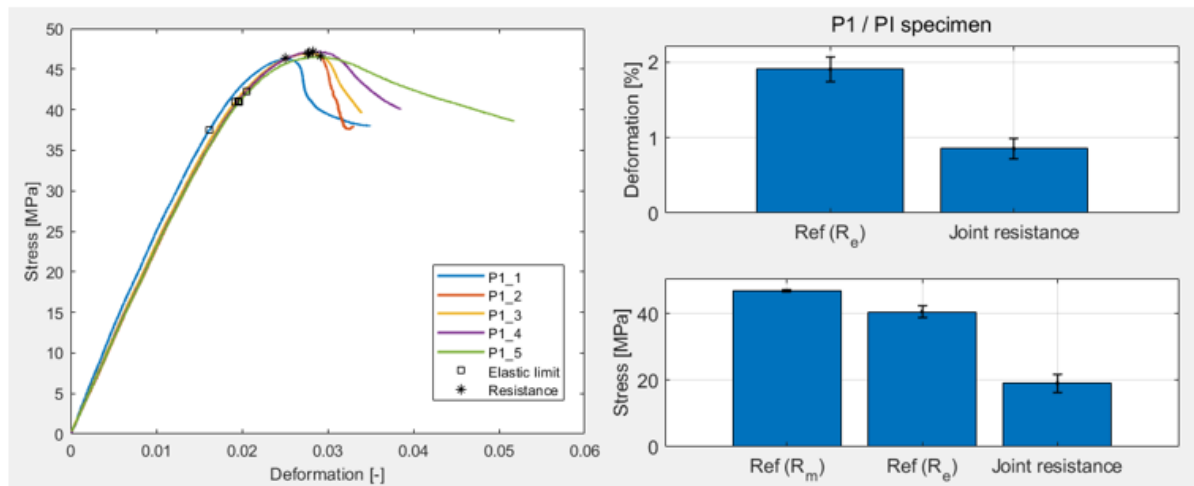 50
45
40
35
30
25
20
15
10
5
0
Stress [MPa]
0 0.01 0.02 0.03 0.04 0.05 0.06
Deformation [-]
P1_1
P1_2
P1_3
P1_4
P1_5
Elastic limit
Resistance
P1 / PI specimen
2
1
0
Deformation [%]
Ref (Re) Joint resistance
40
20
0
Stress [MPa]
Ref (Rm) Ref (Re) Joint resistance